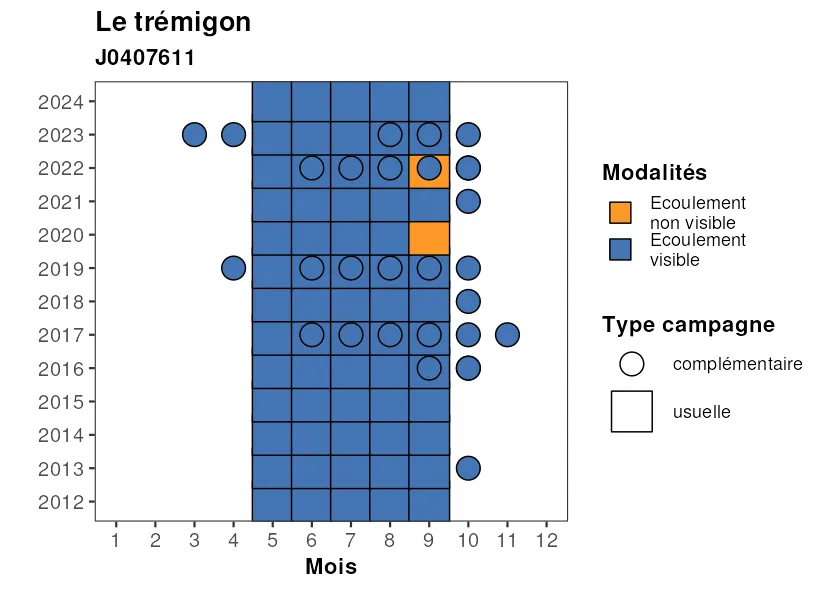 Le trémigon
J0407611
2024
2023
2022
2021
2020
2019
2018
2017
2016
2015
2014
2013
2012
1 2 3 4 5 6 7 8 9 10 11 12
Mois
Modalités
Ecoulement
non visible
Ecoulement
visible
Type campagne
complémentaire
usuelle